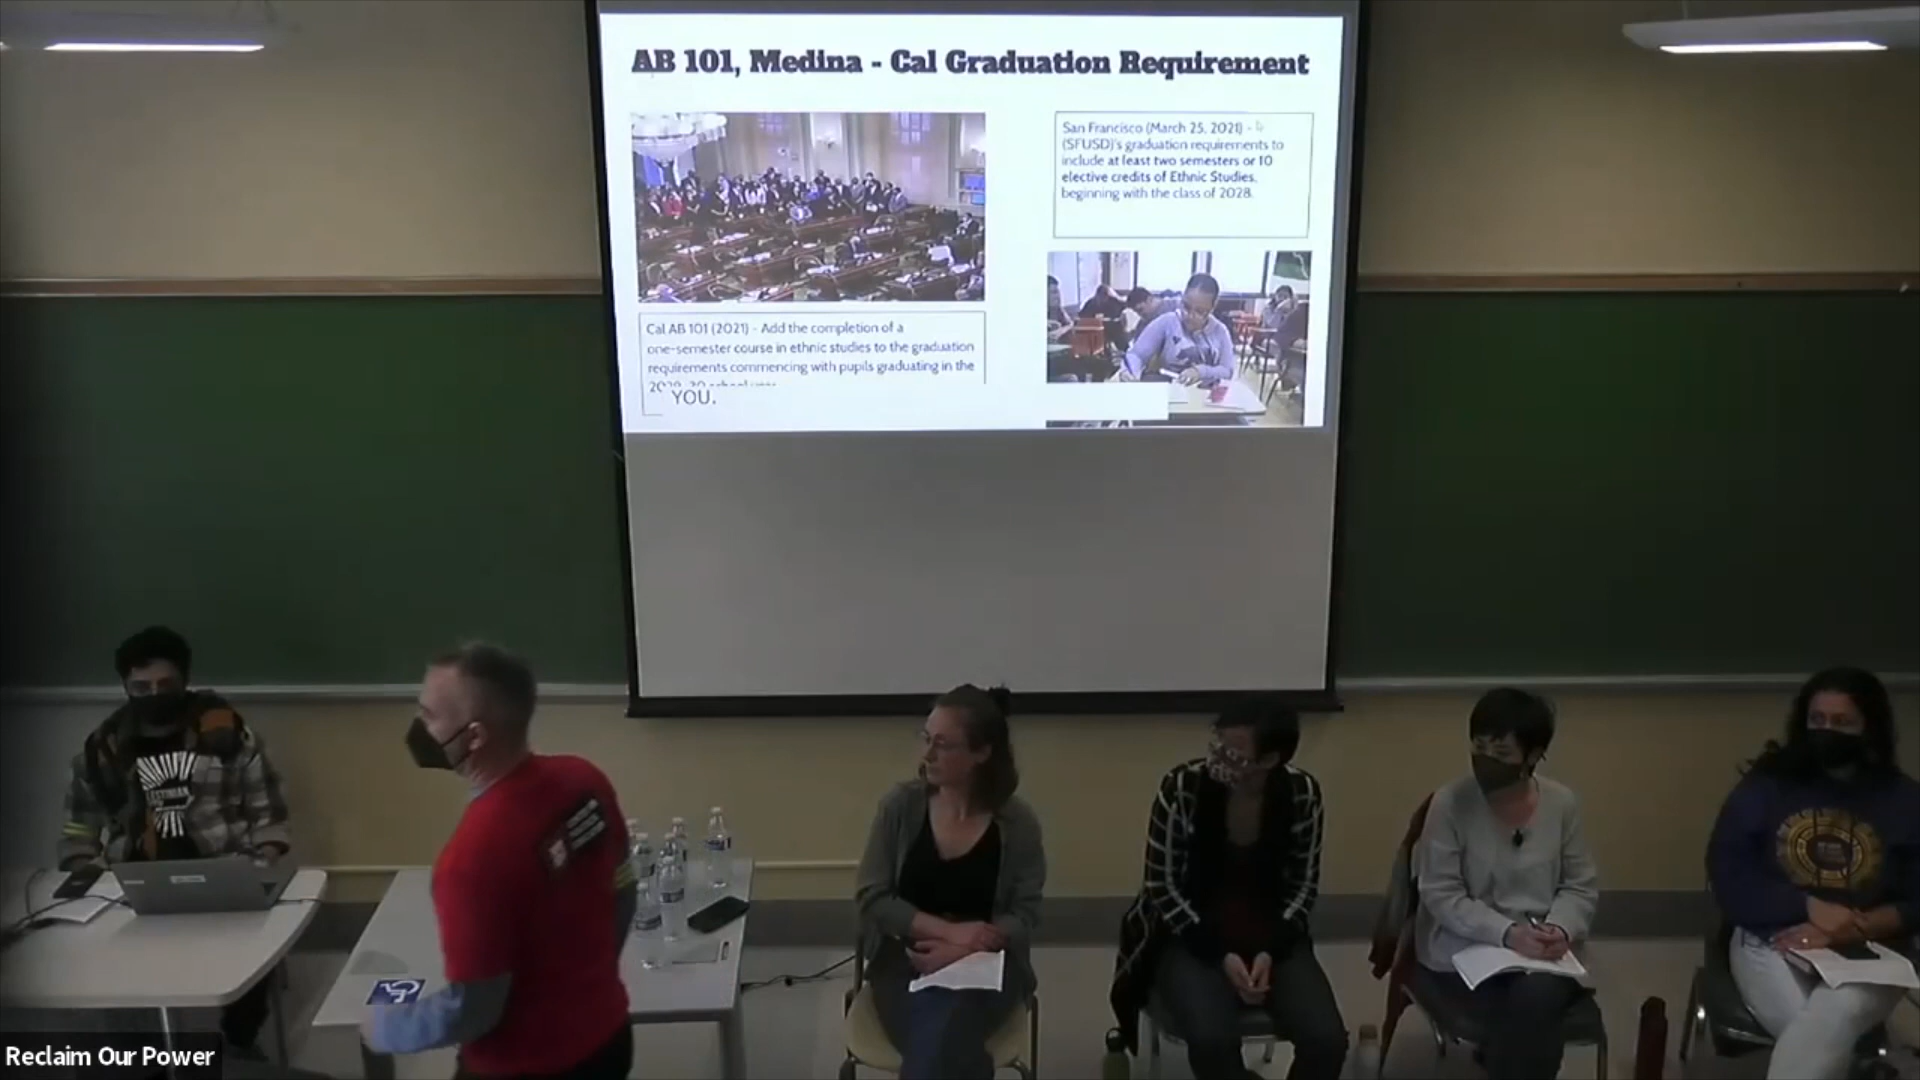 AB 101, Medina - Cal Graduation Requirement
San Francisco (March 25, 2021) -
(SFUSD)'s graduation requirements to
include at least two semesters or 10
elective credits of Ethnic Studies,
beginning with the class of 2028.
Cal AB 101 (2021) - Add the completion of a
one-semester course in ethnic studies to the graduation
requirements commencing with pupils graduating in the
YOU.
Reclaim Our Power